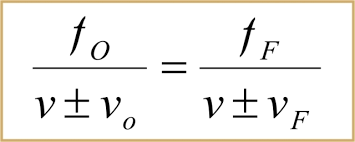 f_O / (v ± v_o) = f_F / (v ± v_F)